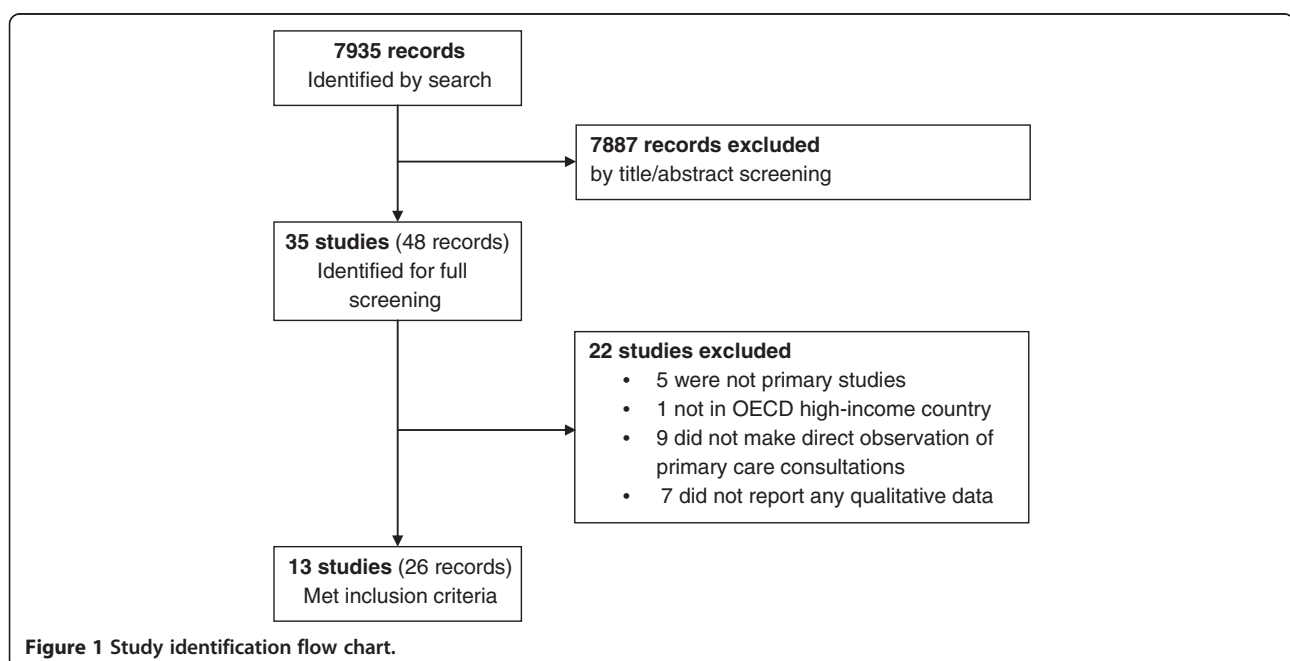 7935 records
Identified by search
7887 records excluded
by title/abstract screening
35 studies (48 records)
Identified for full
screening
22 studies excluded
• 5 were not primary studies
• 1 not in OECD high-income country
• 9 did not make direct observation of
primary care consultations
• 7 did not report any qualitative data
13 studies (26 records)
Met inclusion criteria
Figure 1 Study identification flow chart.